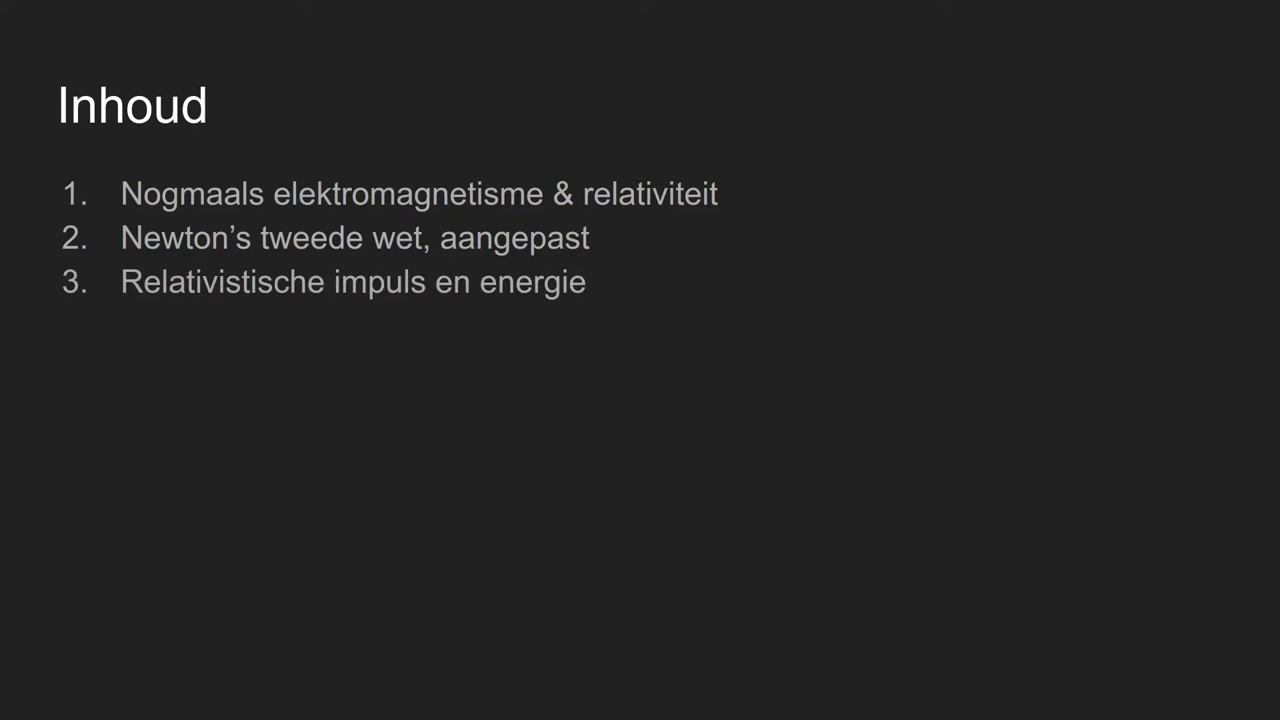 Inhoud
1. Nogmaals elektromagnetisme & relativiteit
2. Newton’s tweede wet, aangepast
3. Relativistische impuls en energie